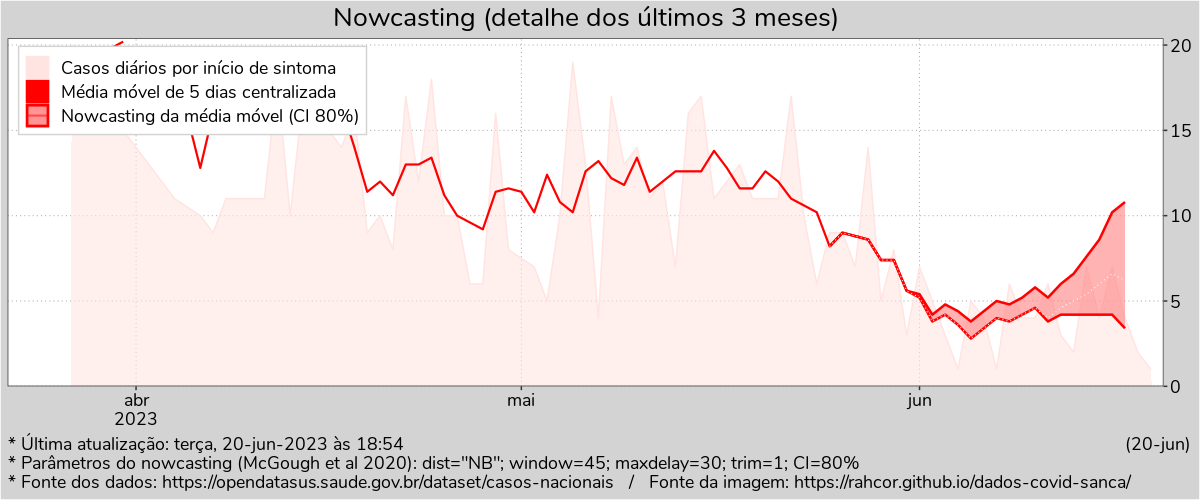 Nowcasting (detalhe dos últimos 3 meses)
Casos diários por início de sintoma
Média móvel de 5 dias centralizada
Nowcasting da média móvel (CI 80%)
20
15
10
5
0
abr
2023
mai
jun
* Última atualização: terça, 20-jun-2023 às 18:54
(20-jun)
* Parâmetros do nowcasting (McGough et al 2020): dist="NB"; window=45; maxdelay=30; trim=1; CI=80%
* Fonte dos dados: https://opendatasus.saude.gov.br/dataset/casos-nacionais / Fonte da imagem: https://rahcor.github.io/dados-covid-sanca/